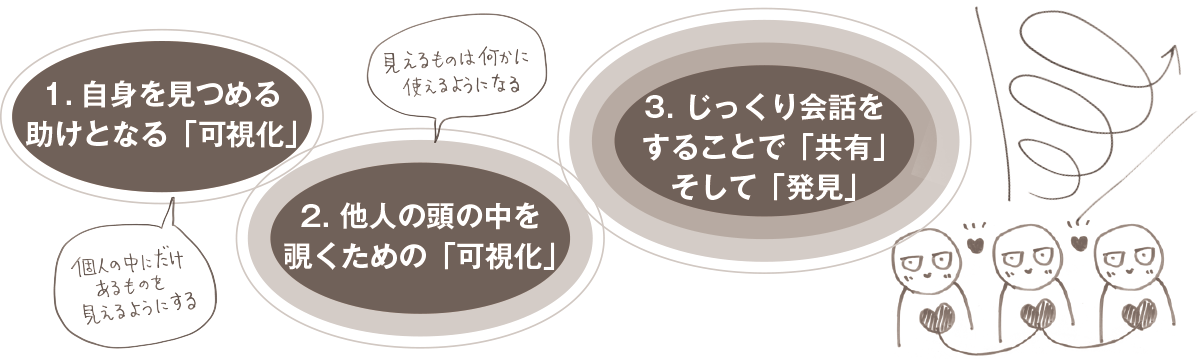 1. 自身を見つめる
助けとなる「可視化」
個人の中にだけ
あるものを
見えるようにする
見えるものは何かに
使えるようになる
2. 他人の頭の中を
覗くための「可視化」
3. じっくり会話を
することで「共有」
そして「発見」